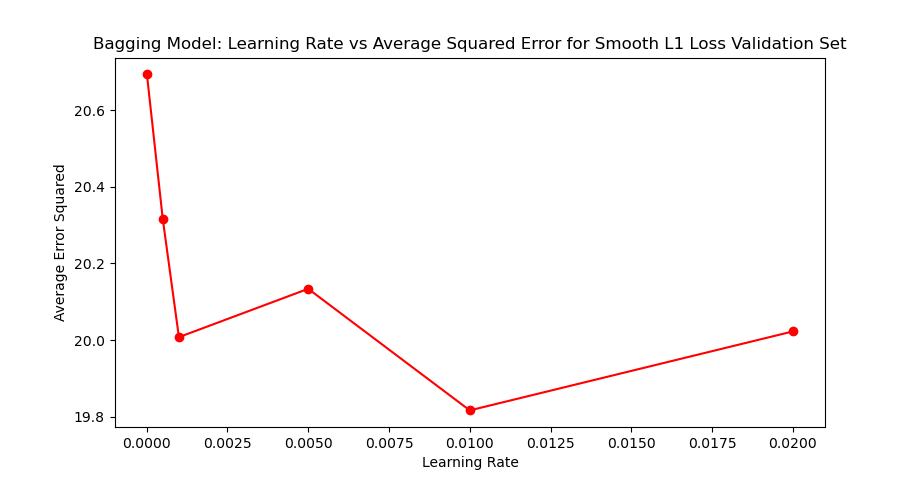 Bagging Model: Learning Rate vs Average Squared Error for Smooth L1 Loss Validation Set
Average Error Squared
20.6
20.4
20.2
20.0
19.8
0.0000 0.0025 0.0050 0.0075 0.0100 0.0125 0.0150 0.0175 0.0200
Learning Rate